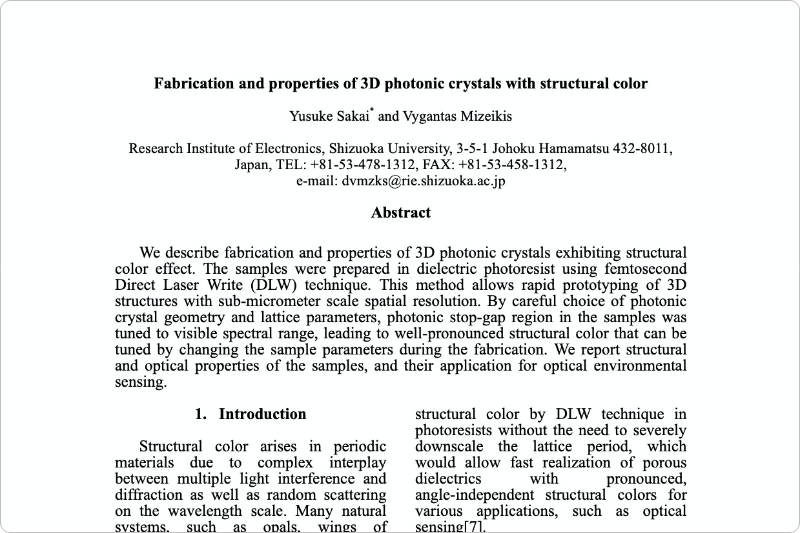 Fabrication and properties of 3D photonic crystals with structural color
Yusuke Sakai* and Vygantas Mizeikis
Research Institute of Electronics, Shizuoka University, 3-5-1 Johoku Hamamatsu 432-8011,
Japan, TEL: +81-53-478-1312, FAX: +81-53-458-1312,
e-mail: dvmzks@rie.shizuoka.ac.jp
Abstract
We describe fabrication and properties of 3D photonic crystals exhibiting structural
color effect. The samples were prepared in dielectric photoresist using femtosecond
Direct Laser Write (DLW) technique. This method allows rapid prototyping of 3D
structures with sub-micrometer scale spatial resolution. By careful choice of photonic
crystal geometry and lattice parameters, photonic stop-gap region in the samples was
tuned to visible spectral range, leading to well-pronounced structural color that can be
tuned by changing the sample parameters during the fabrication. We report structural
and optical properties of the samples, and their application for optical environmental
sensing.
1. Introduction
Structural color arises in periodic
materials due to complex interplay
between multiple light interference and
diffraction as well as random scattering
on the wavelength scale. Many natural
systems, such as opals, wings of
structural color by DLW technique in
photoresists without the need to severely
downscale the lattice period, which
would allow fast realization of porous
dielectrics with pronounced,
angle-independent structural colors for
various applications, such as optical
sensing[7].